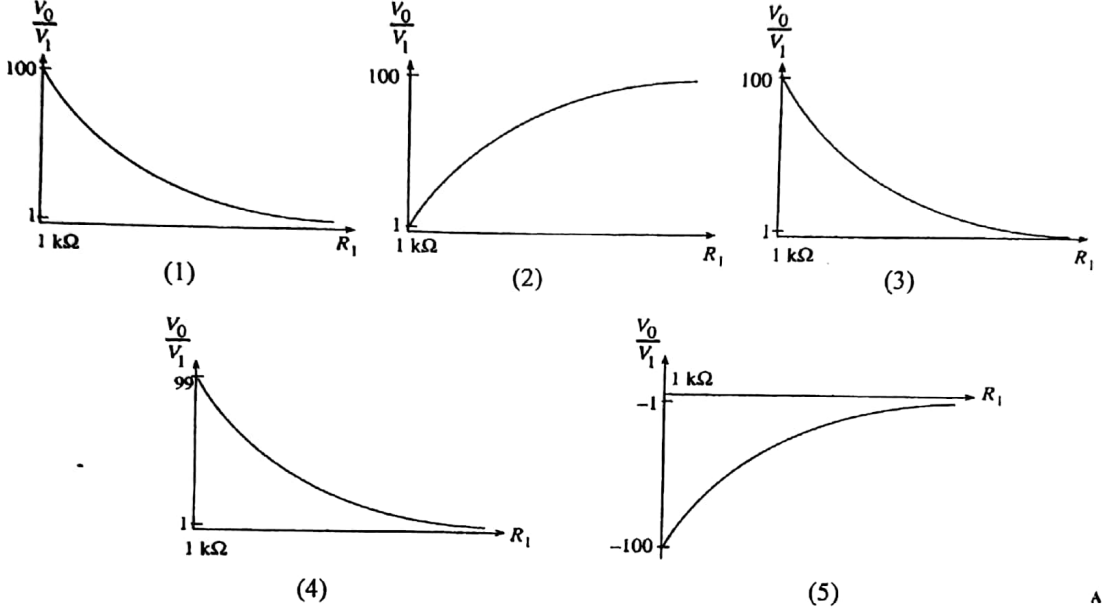 V₀/V₁
100
1
1 kΩ
R₁
(1)
V₀/V₁
100
1
1 kΩ
R₁
(2)
V₀/V₁
100
1
1 kΩ
R₁
(3)
V₀/V₁
99
1
1 kΩ
R₁
(4)
V₀/V₁
1 kΩ
R₁
−1
−100
(5)
A